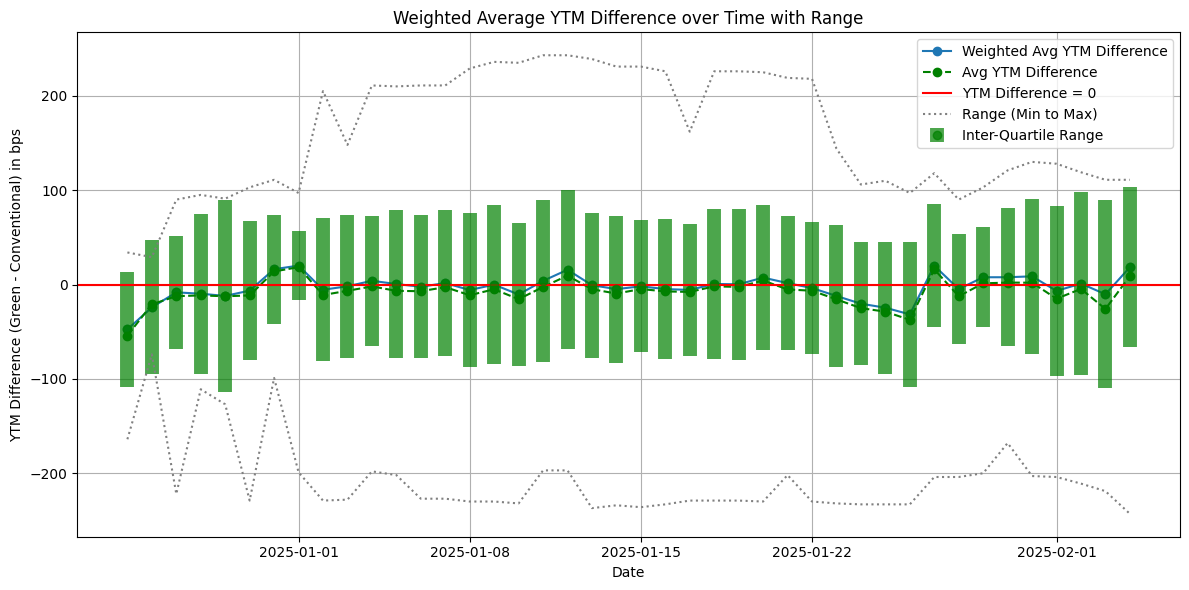 Weighted Average YTM Difference over Time with Range
Weighted Avg YTM Difference
Avg YTM Difference
YTM Difference = 0
Range (Min to Max)
Inter-Quartile Range
YTM Difference (Green - Conventional) in bps
200
100
0
−100
−200
2025-01-01
2025-01-08
2025-01-15
2025-01-22
2025-02-01
Date